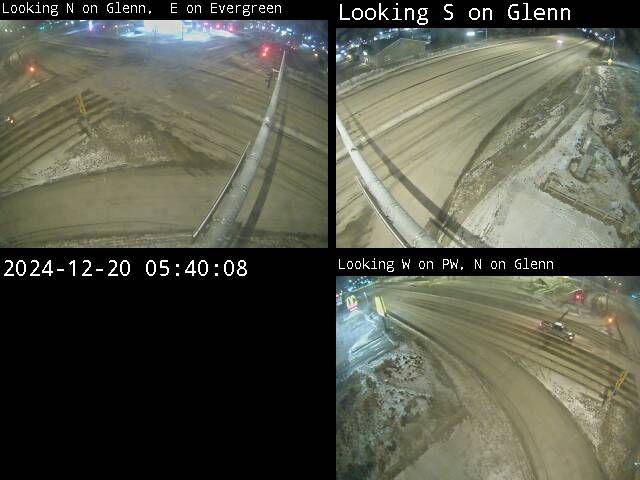 Looking N on Glenn,  E on Evergreen
Looking S on Glenn
2024-12-20 05:40:08
Looking W on PW, N on Glenn